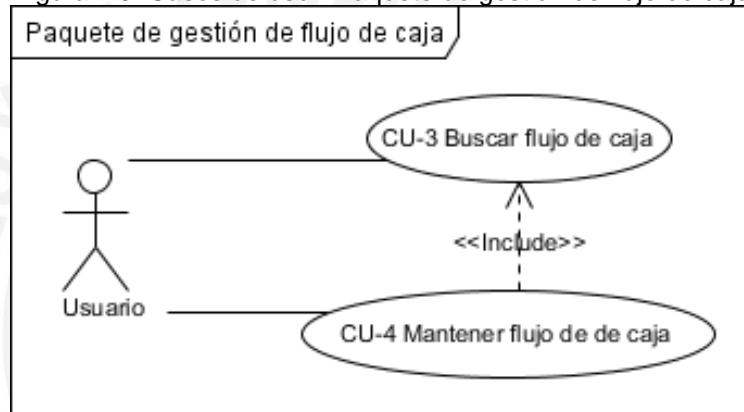 Paquete de gestión de flujo de caja
CU-3 Buscar flujo de caja
<<Include>>
Usuario
CU-4 Mantener flujo de de caja